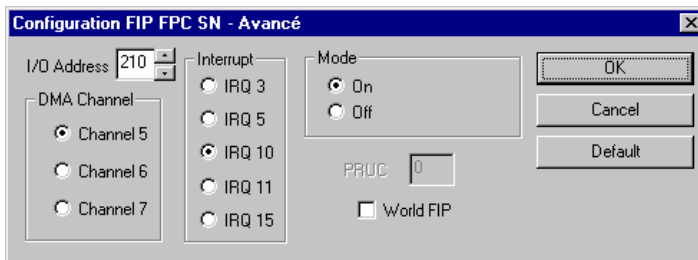 Configuration FIP FPC SN - Avancé
I/O Address 210
DMA Channel
Channel 5
Channel 6
Channel 7
Interrupt
IRQ 3
IRQ 5
IRQ 10
IRQ 11
IRQ 15
Mode
On
Off
PRUC 0
World FIP
OK
Cancel
Default